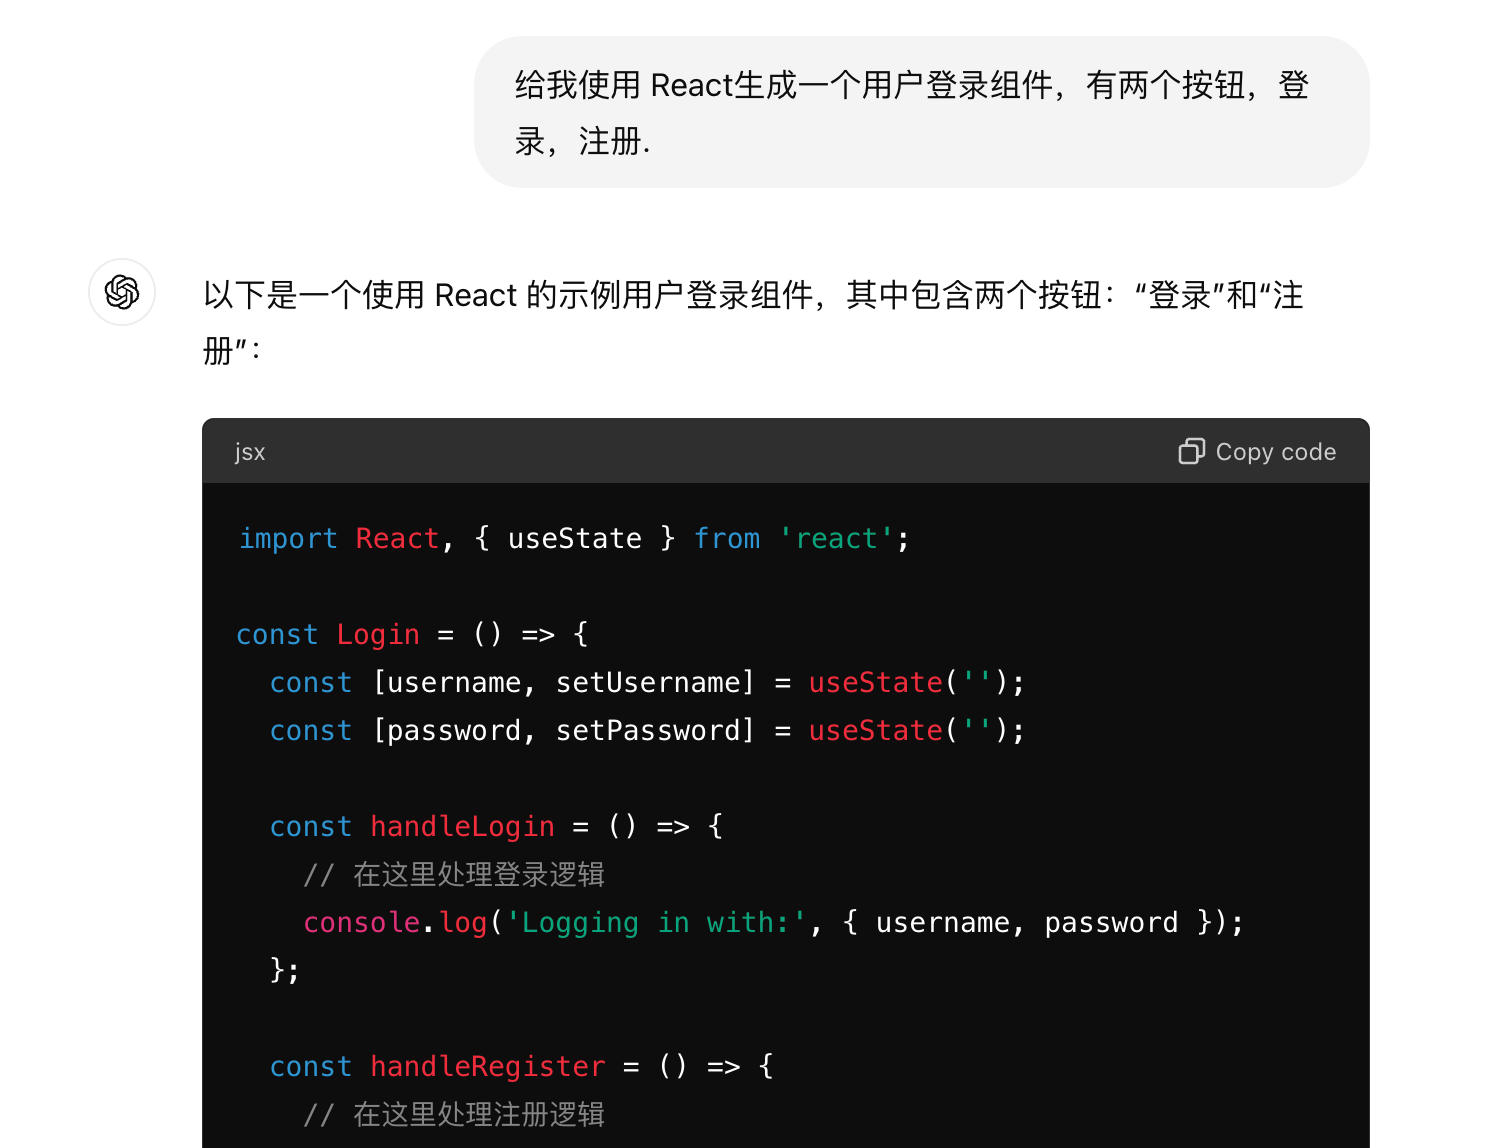 给我使用 React生成一个用户登录组件，有两个按钮，登
录，注册.
以下是一个使用 React 的示例用户登录组件，其中包含两个按钮：“登录”和“注
册”：
jsx
Copy code
import React, { useState } from 'react';
const Login = () => {
const [username, setUsername] = useState('');
const [password, setPassword] = useState('');
const handleLogin = () => {
// 在这里处理登录逻辑
console.log('Logging in with:', { username, password });
};
const handleRegister = () => {
// 在这里处理注册逻辑